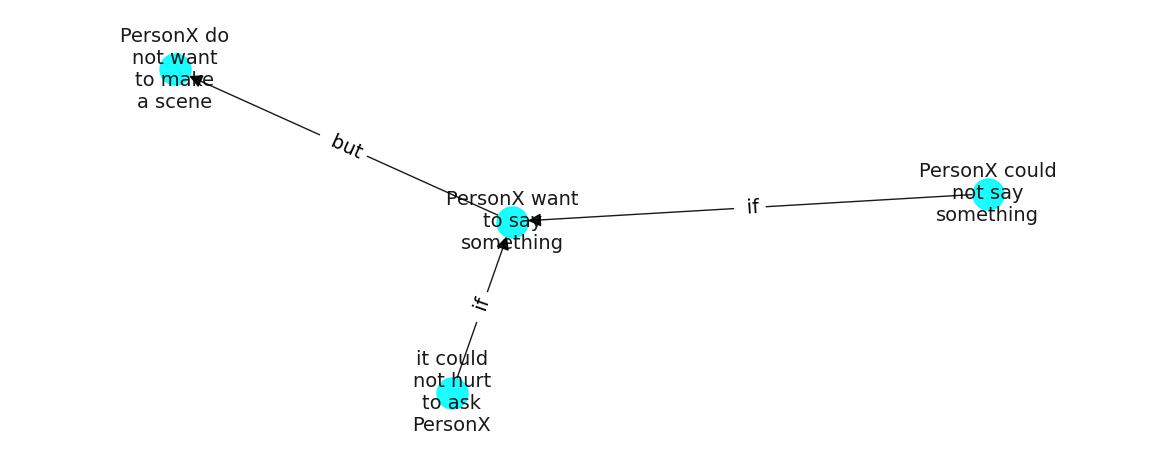 PersonX do
not want
to make
a scene
but
PersonX want
to say
something
if
PersonX could
not say
something
if
it could
not hurt
to ask
PersonX